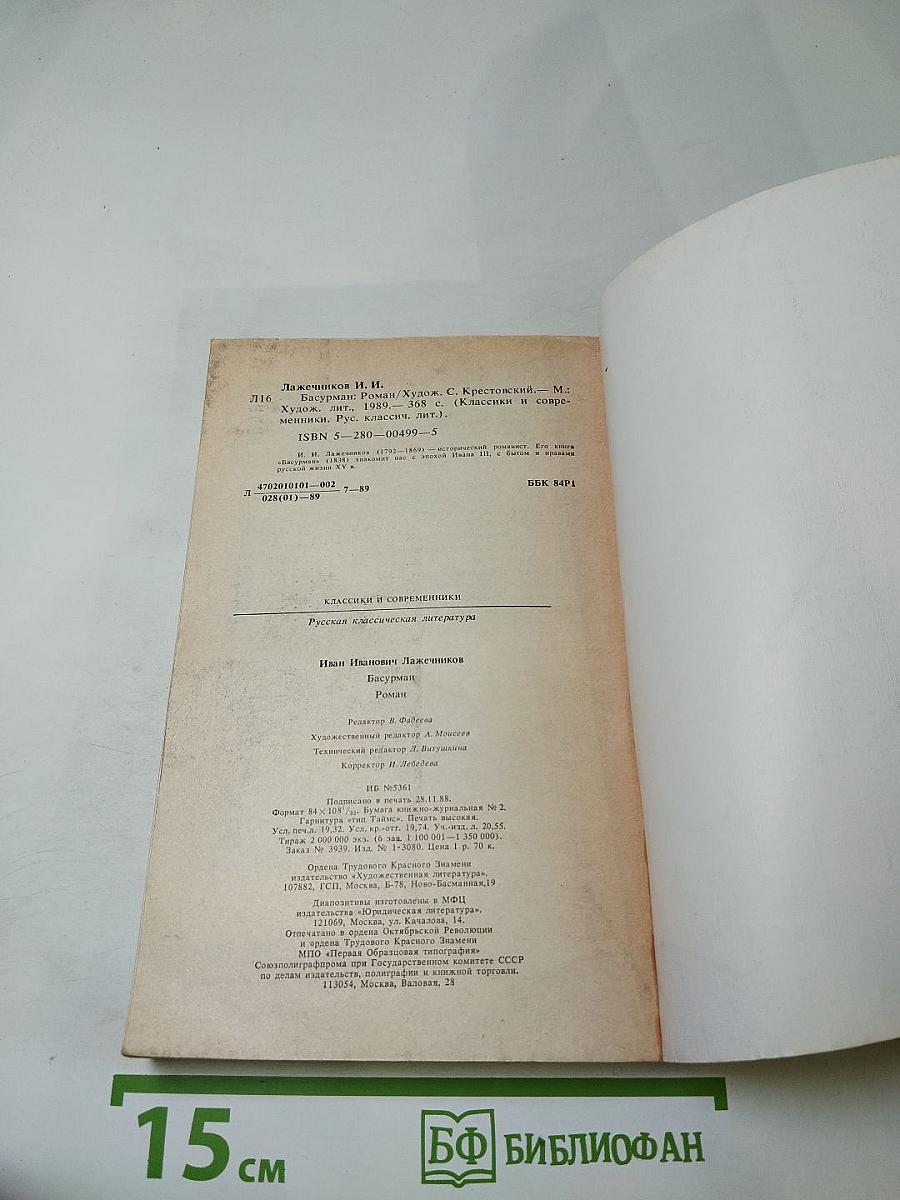 Лажечников И. И.
Л16 Басурман: Роман/Худож. С. Крестовский.— М.:
Худож. лит., 1989.— 368 с. (Классики и совре-
менники. Рус. классич. лит.).
ISBN 5—280—00499—5
И. И. Лажечников (1792—1869) — исторический романист. Его книга
«Басурман» (1838) знакомит нас с эпохой Ивана III, с бытом и нравами
русской жизни XV в.
Л 4702010101—002 / 028(01)—89 7—89 ББК 84Р1
КЛАССИКИ И СОВРЕМЕННИКИ
Русская классическая литература
Иван Иванович Лажечников
Басурман
Роман
Редактор В. Фадеева
Художественный редактор А. Моисеев
Технический редактор Л. Витушкина
Корректор И. Лебедева
ИБ №5361
Подписано в печать 28.11.88.
Формат 84×108¹/₃₂. Бумага книжно-журнальная № 2.
Гарнитура «тип Таймс». Печать высокая.
Усл. печ.л. 19,32. Усл. кр.-отт. 19,74. Уч.-изд. л. 20,55.
Тираж 2 000 000 экз. (6 зав. 1 100 001—1 350 000).
Заказ № 3939. Изд. № 1-3080. Цена 1 р. 70 к.
Ордена Трудового Красного Знамени
издательство «Художественная литература».
107882, ГСП, Москва, Б-78, Ново-Басманная,19
Диапозитивы изготовлены в МФЦ
издательства «Юридическая литература».
121069, Москва, ул. Качалова, 14.
Отпечатано в ордена Октябрьской Революции
и ордена Трудового Красного Знамени
МПО «Первая Образцовая типография»
Союзполиграфпрома при Государственном комитете СССР
по делам издательств, полиграфии и книжной торговли.
113054, Москва, Валовая, 28
15 см БФ БИБЛИОФАН